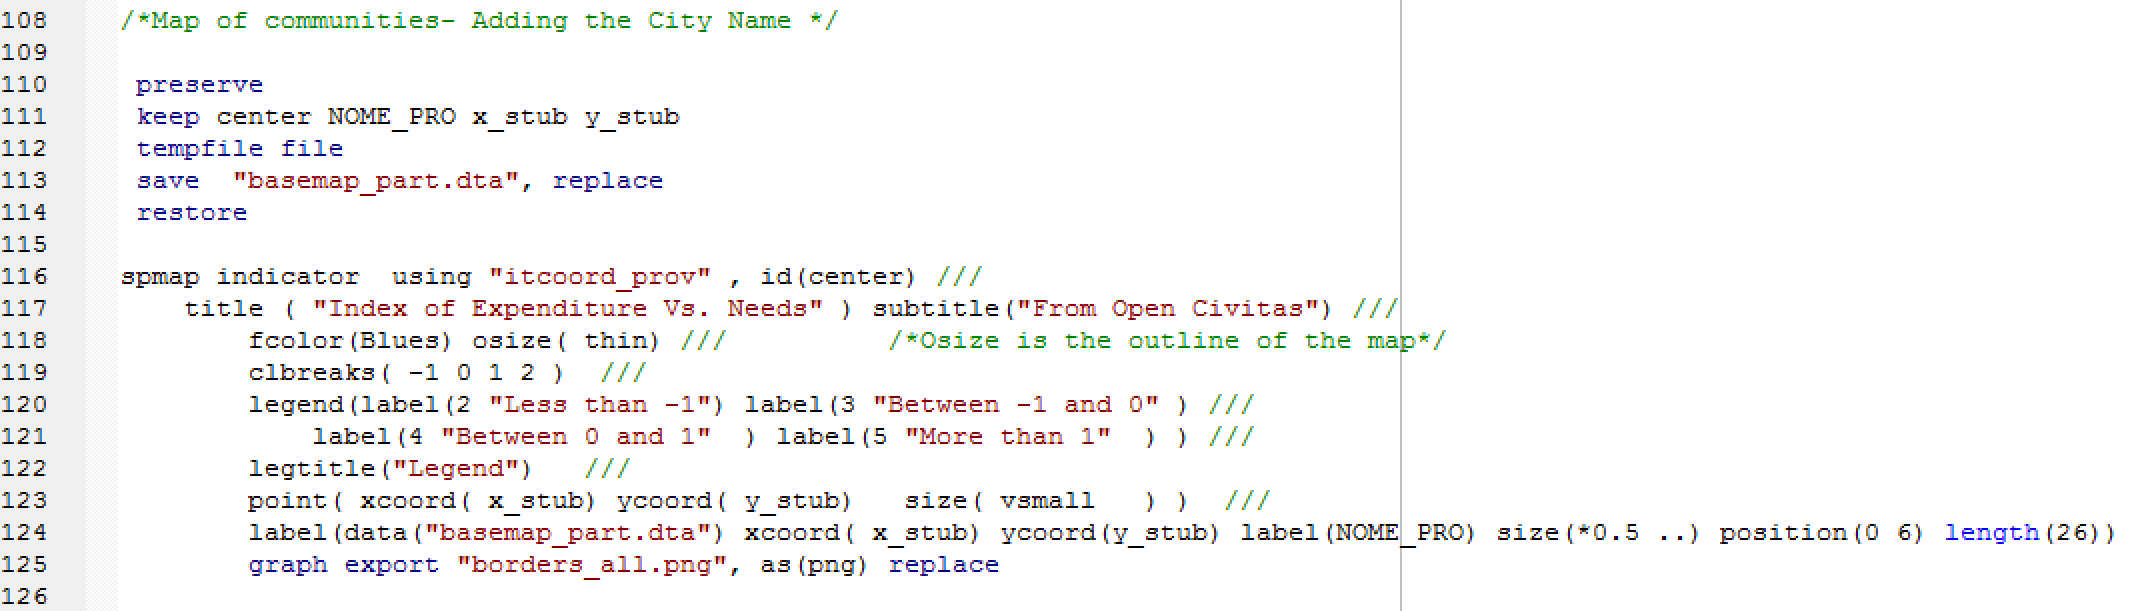 108 /*Map of communities- Adding the City Name */
109
110 preserve
111 keep center NOME_PRO x_stub y_stub
112 tempfile file
113 save  "basemap_part.dta", replace
114 restore
115
116 spmap indicator  using "itcoord_prov" , id(center) ///
117 title ( "Index of Expenditure Vs. Needs" ) subtitle("From Open Civitas") ///
118 fcolor(Blues) osize( thin) ///          /*Osize is the outline of the map*/
119 clbreaks( -1 0 1 2 )  ///
120 legend(label(2 "Less than -1") label(3 "Between -1 and 0" ) ///
121 label(4 "Between 0 and 1"  ) label(5 "More than 1"  ) ) ///
122 legtitle("Legend")   ///
123 point( xcoord( x_stub) ycoord( y_stub)   size( vsmall   ) )  ///
124 label(data("basemap_part.dta") xcoord( x_stub) ycoord(y_stub) label(NOME_PRO) size(*0.5 ..) position(0 6) length(26))
125 graph export "borders_all.png", as(png) replace
126